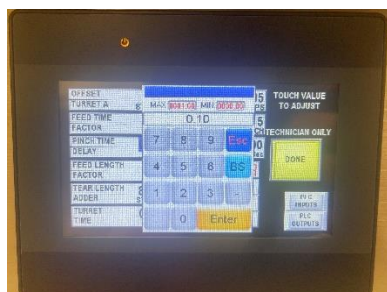 OFFSET
TURRET A
MAX MIN
TOUCH VALUE
TO ADJUST
FEED TIME
FACTOR
0.10
TECHNICIAN ONLY
PINCH TIME
DELAY
7 8 9 Esc
DONE
FEED LENGTH
FACTOR
4 5 6 BS
TEAR LENGTH
ADDER
1 2 3
TURRET
TIME
0 Enter
PLC
INPUTS
PLC
OUTPUTS